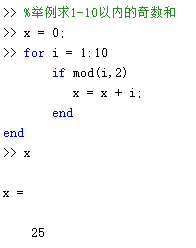 >> %举例求1-10以内的奇数和
>> x = 0;
>> for i = 1:10
if mod(i,2)
x = x + i;
end
end
>> x
x =
25